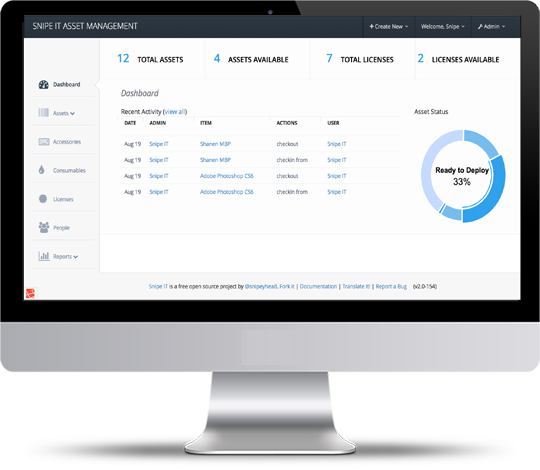 SNIPE IT ASSET MANAGEMENT
Create New Welcome, Snipe Admin
12 TOTAL ASSETS 4 ASSETS AVAILABLE 7 TOTAL LICENSES 2 LICENSES AVAILABLE
Dashboard
Assets
Accessories
Consumables
Licenses
People
Reports
Dashboard
Recent Activity (view all)
DATE ADMIN ITEM ACTIONS USER
Aug 19 Snipe IT Shanen MBP checkout Snipe IT
Aug 19 Snipe IT Shanen MBP checkin from Snipe IT
Aug 19 Snipe IT Adobe Photoshop CS6 checkout Snipe IT
Aug 19 Snipe IT Adobe Photoshop CS6 checkin from Snipe IT
Asset Status
Ready to Deploy
33%
Snipe IT is a free open source project by @snipeyhead, Fork it | Documentation | Translate It! | Report a Bug (v2.0-154)